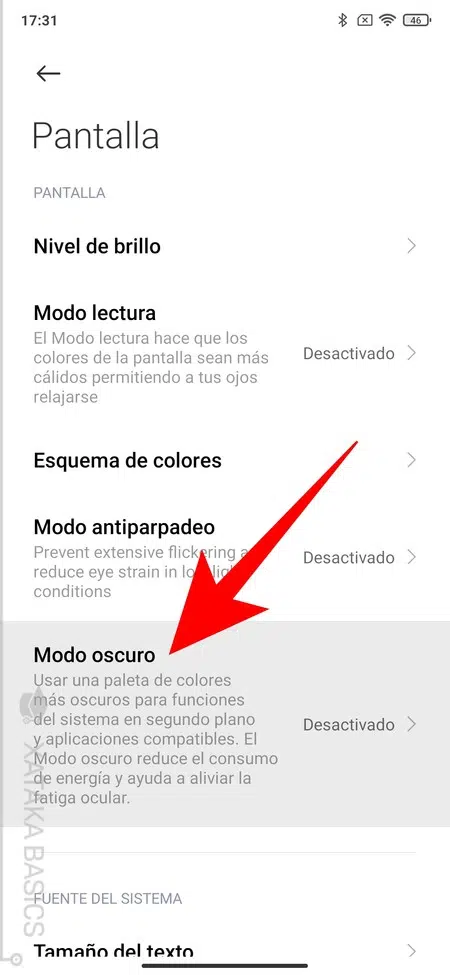 17:31
46
Pantalla
PANTALLA
Nivel de brillo
Modo lectura
El Modo lectura hace que los
colores de la pantalla sean más
cálidos permitiendo a tus ojos
relajarse
Desactivado
Esquema de colores
Modo antiparpadeo
Prevent extensive flickering a
reduce eye strain in low light
conditions
Desactivado
Modo oscuro
Usar una paleta de colores
más oscuros para funciones
del sistema en segundo plano
y aplicaciones compatibles. El
Modo oscuro reduce el consumo
de energía y ayuda a aliviar la
fatiga ocular.
Desactivado
XATAKA BASICS
FUENTE DEL SISTEMA
Tamaño del texto